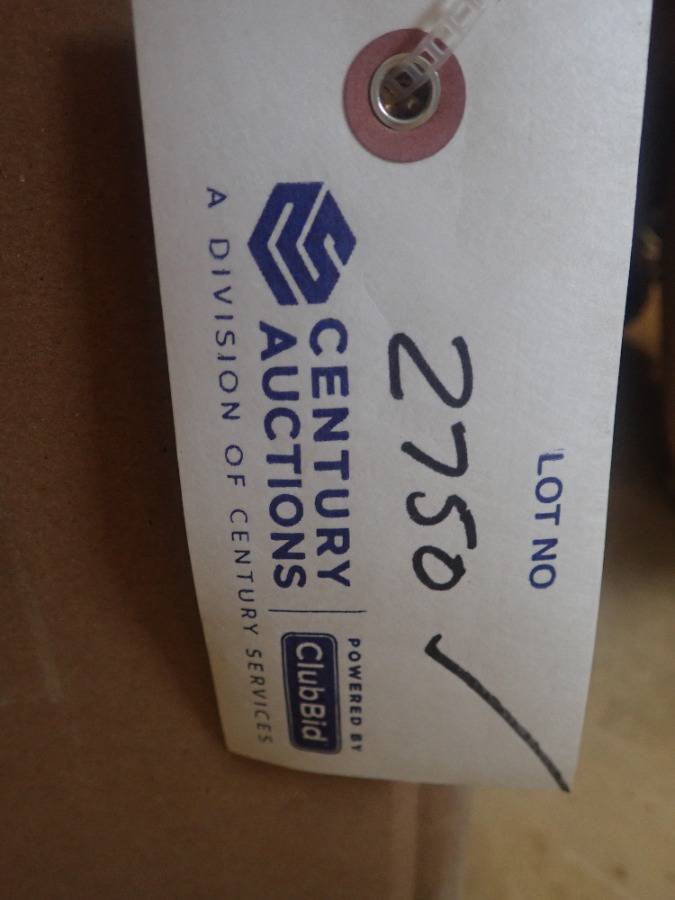 LOT NO
2750
CENTURY
AUCTIONS
POWERED BY
ClubBid
A DIVISION OF CENTURY SERVICES